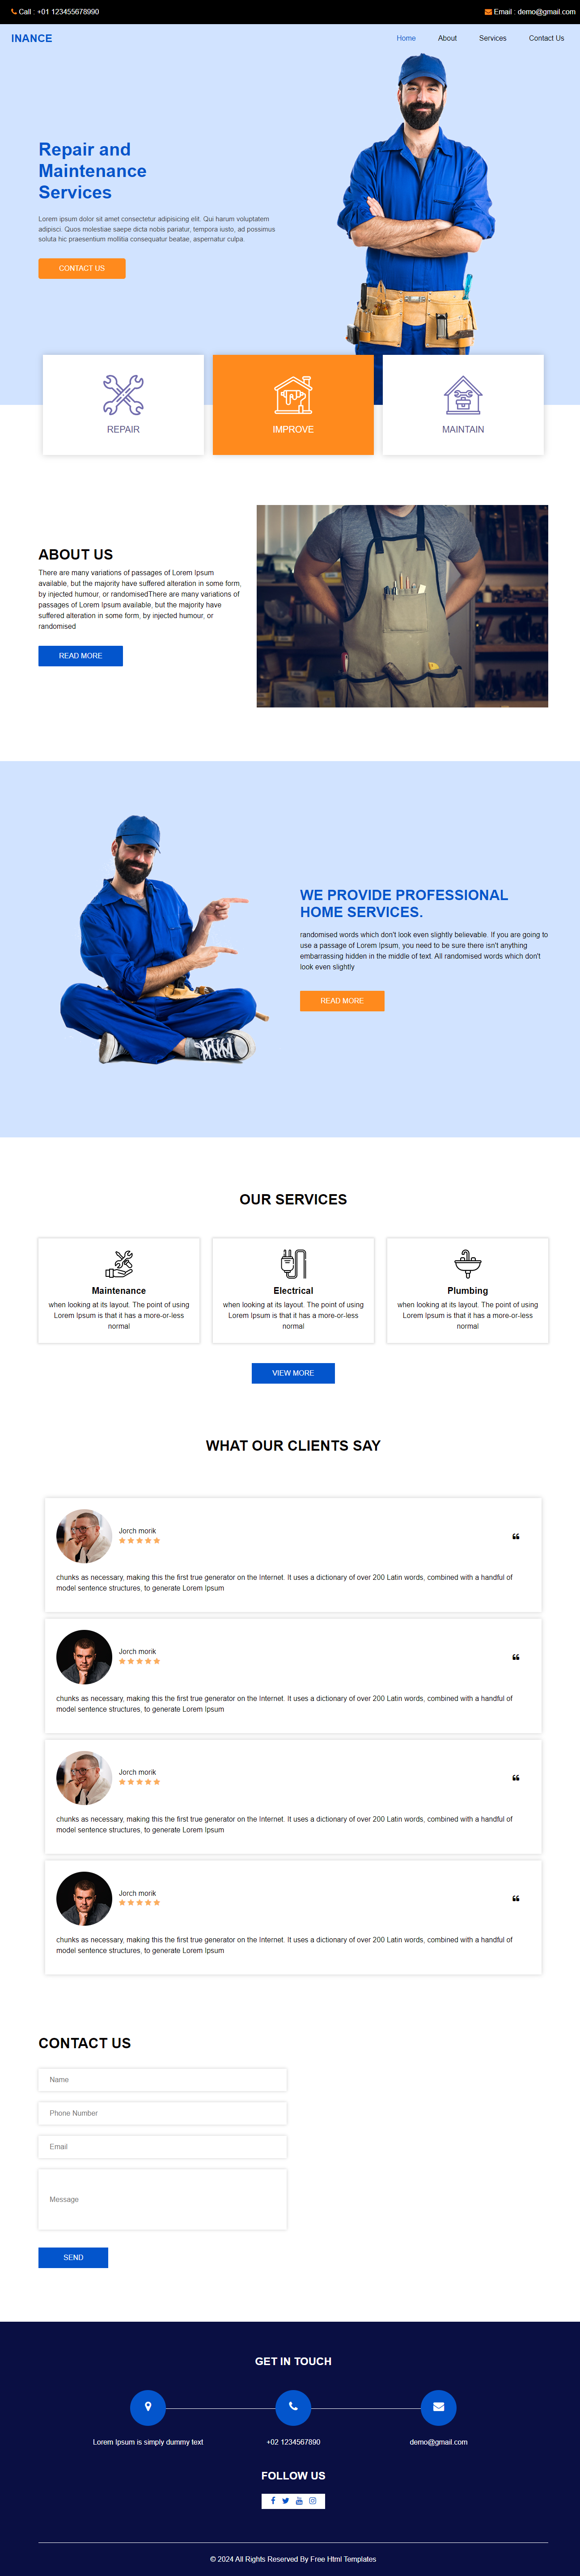 Call : +01 123455678990
Email : demo@gmail.com
INANCE
Home
About
Services
Contact Us
Repair and
Maintenance
Services
Lorem ipsum dolor sit amet consectetur adipisicing elit. Qui harum voluptatem
adipisci. Quos molestiae saepe dicta nobis pariatur, tempora iusto, ad possimus
soluta hic praesentium mollitia consequatur beatae, aspernatur culpa.
CONTACT US
REPAIR
IMPROVE
MAINTAIN
ABOUT US
There are many variations of passages of Lorem Ipsum
available, but the majority have suffered alteration in some form,
by injected humour, or randomisedThere are many variations of
passages of Lorem Ipsum available, but the majority have
suffered alteration in some form, by injected humour, or
randomised
READ MORE
WE PROVIDE PROFESSIONAL
HOME SERVICES.
randomised words which don't look even slightly believable. If you are going to
use a passage of Lorem Ipsum, you need to be sure there isn't anything
embarrassing hidden in the middle of text. All randomised words which don't
look even slightly
READ MORE
OUR SERVICES
Maintenance
when looking at its layout. The point of using
Lorem Ipsum is that it has a more-or-less
normal
Electrical
when looking at its layout. The point of using
Lorem Ipsum is that it has a more-or-less
normal
Plumbing
when looking at its layout. The point of using
Lorem Ipsum is that it has a more-or-less
normal
VIEW MORE
WHAT OUR CLIENTS SAY
Jorch morik
chunks as necessary, making this the first true generator on the Internet. It uses a dictionary of over 200 Latin words, combined with a handful of
model sentence structures, to generate Lorem Ipsum
Jorch morik
chunks as necessary, making this the first true generator on the Internet. It uses a dictionary of over 200 Latin words, combined with a handful of
model sentence structures, to generate Lorem Ipsum
Jorch morik
chunks as necessary, making this the first true generator on the Internet. It uses a dictionary of over 200 Latin words, combined with a handful of
model sentence structures, to generate Lorem Ipsum
Jorch morik
chunks as necessary, making this the first true generator on the Internet. It uses a dictionary of over 200 Latin words, combined with a handful of
model sentence structures, to generate Lorem Ipsum
CONTACT US
Name
Phone Number
Email
Message
SEND
GET IN TOUCH
Lorem Ipsum is simply dummy text
+02 1234567890
demo@gmail.com
FOLLOW US
© 2024 All Rights Reserved By Free Html Templates